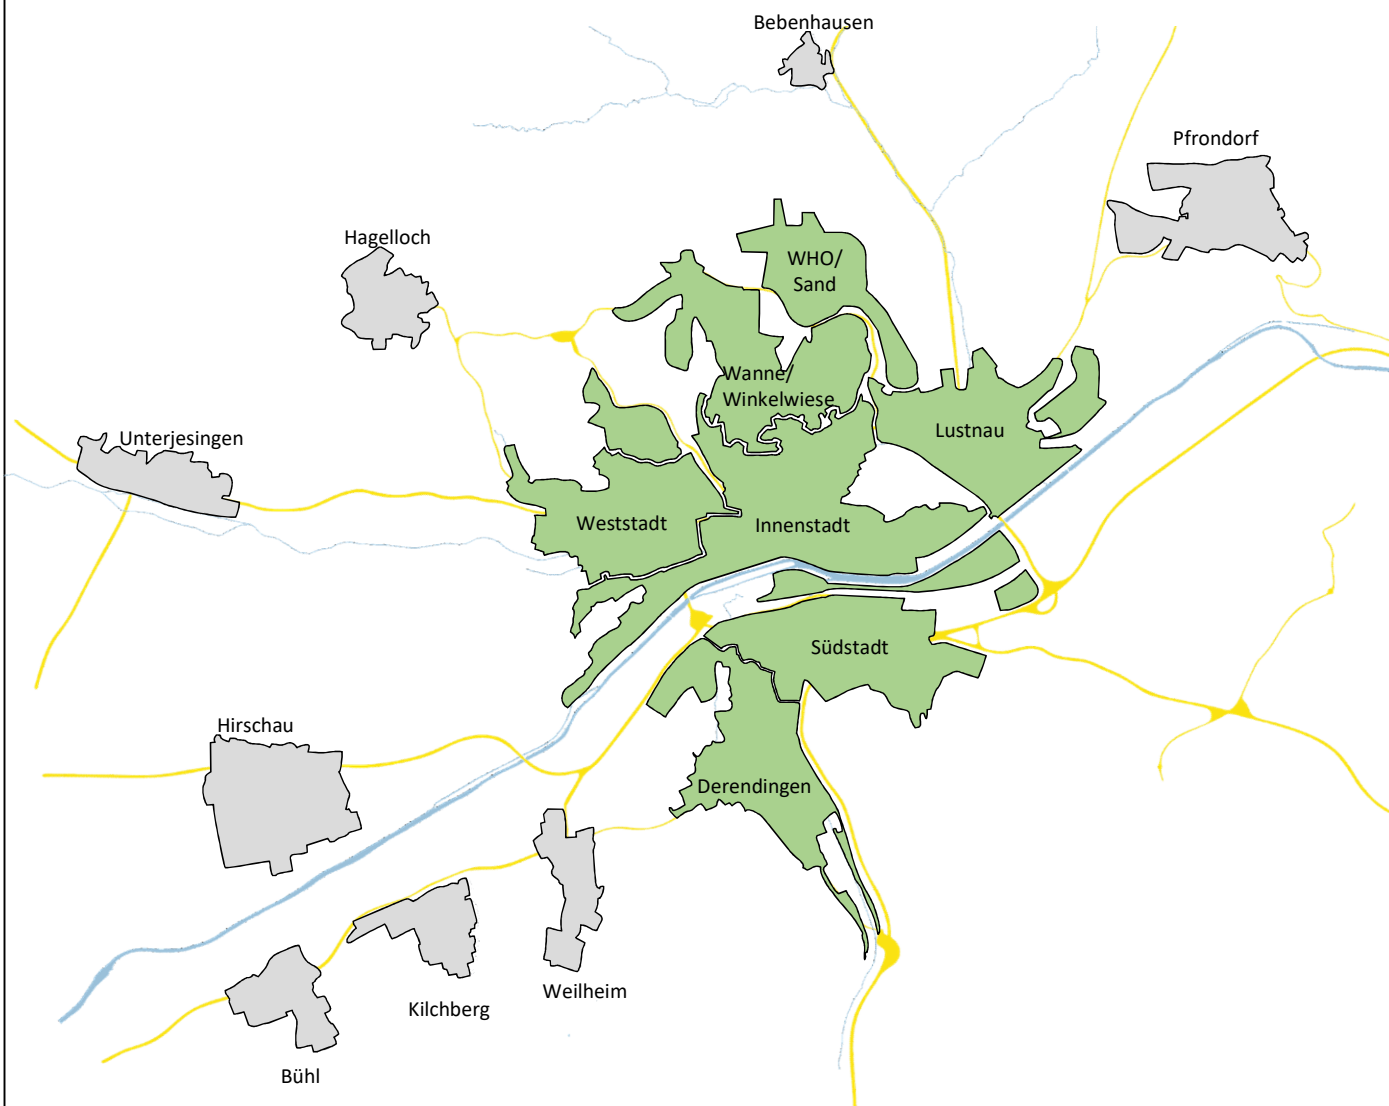 Bebenhausen
Pfrondorf
Hagelloch
WHO/
Sand
Wanne/
Winkelwiese
Lustnau
Unterjesingen
Weststadt
Innenstadt
Südstadt
Hirschau
Derendingen
Weilheim
Kilchberg
Bühl